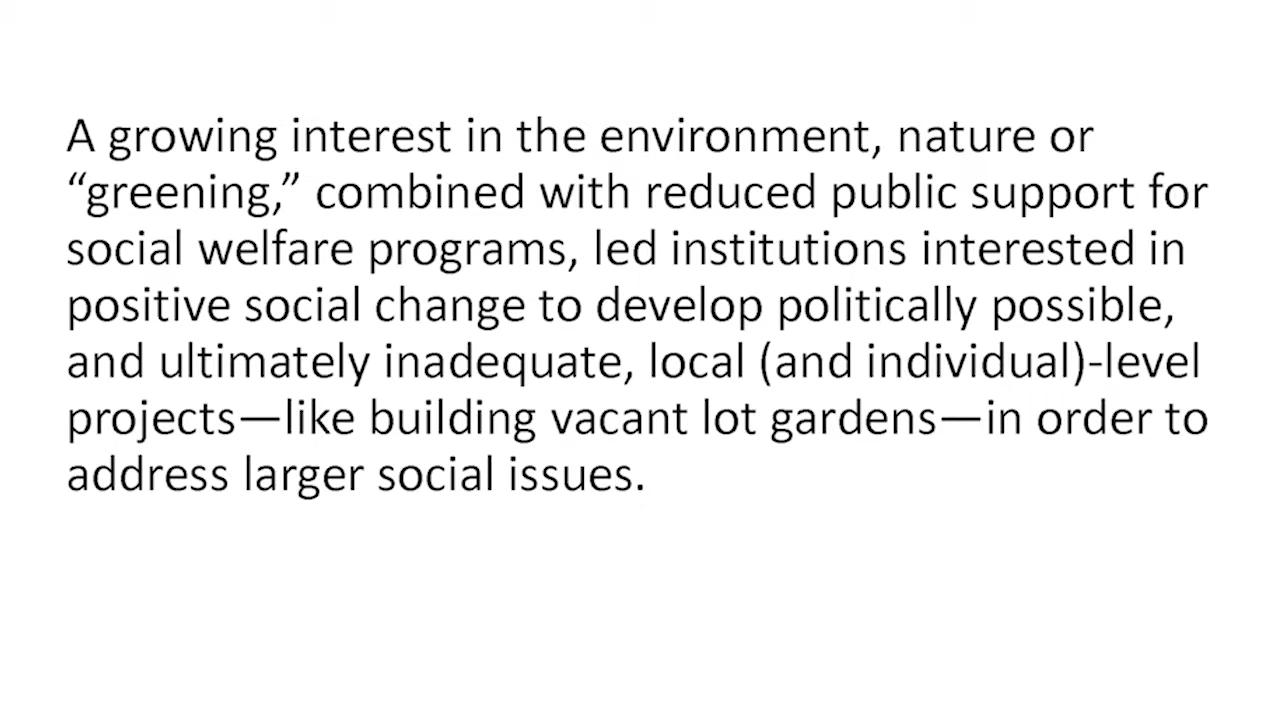 A growing interest in the environment, nature or
“greening,” combined with reduced public support for
social welfare programs, led institutions interested in
positive social change to develop politically possible,
and ultimately inadequate, local (and individual)-level
projects—like building vacant lot gardens—in order to
address larger social issues.